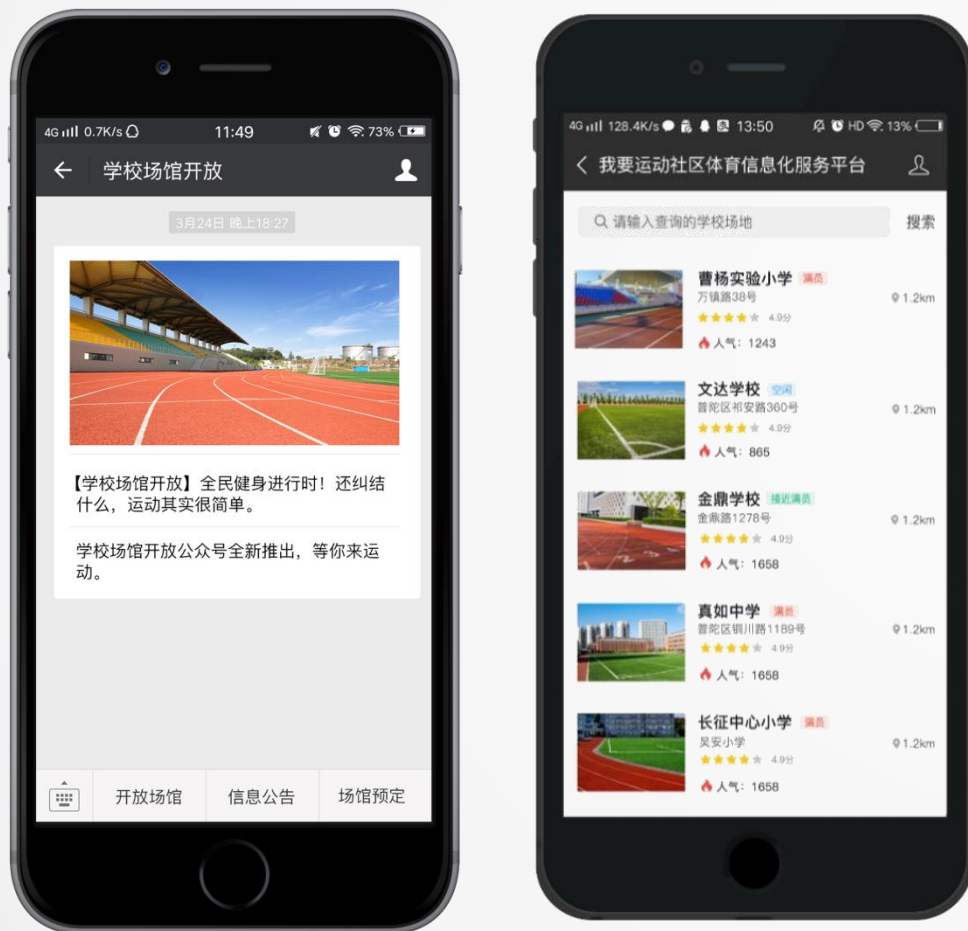 4G 0.7K/s 11:49 73%
学校场馆开放
3月24日 晚上18:27
【学校场馆开放】全民健身进行时！还纠结
什么，运动其实很简单。
学校场馆开放公众号全新推出，等你来运
动。
开放场馆 信息公告 场馆预定
4G 128.4K/s 13:50 HD 13%
我要运动社区体育信息化服务平台
请输入查询的学校场地 搜索
曹杨实验小学 满员
万镇路38号 1.2km
4.9分
人气：1243
文达学校 空闲
普陀区祁安路360号 1.2km
4.9分
人气：865
金鼎学校 接近满员
金鼎路1278号 1.2km
4.9分
人气：1658
真如中学 满员
普陀区铜川路1189号 1.2km
4.9分
人气：1658
长征中心小学 满员
吴安小学 1.2km
4.9分
人气：1658